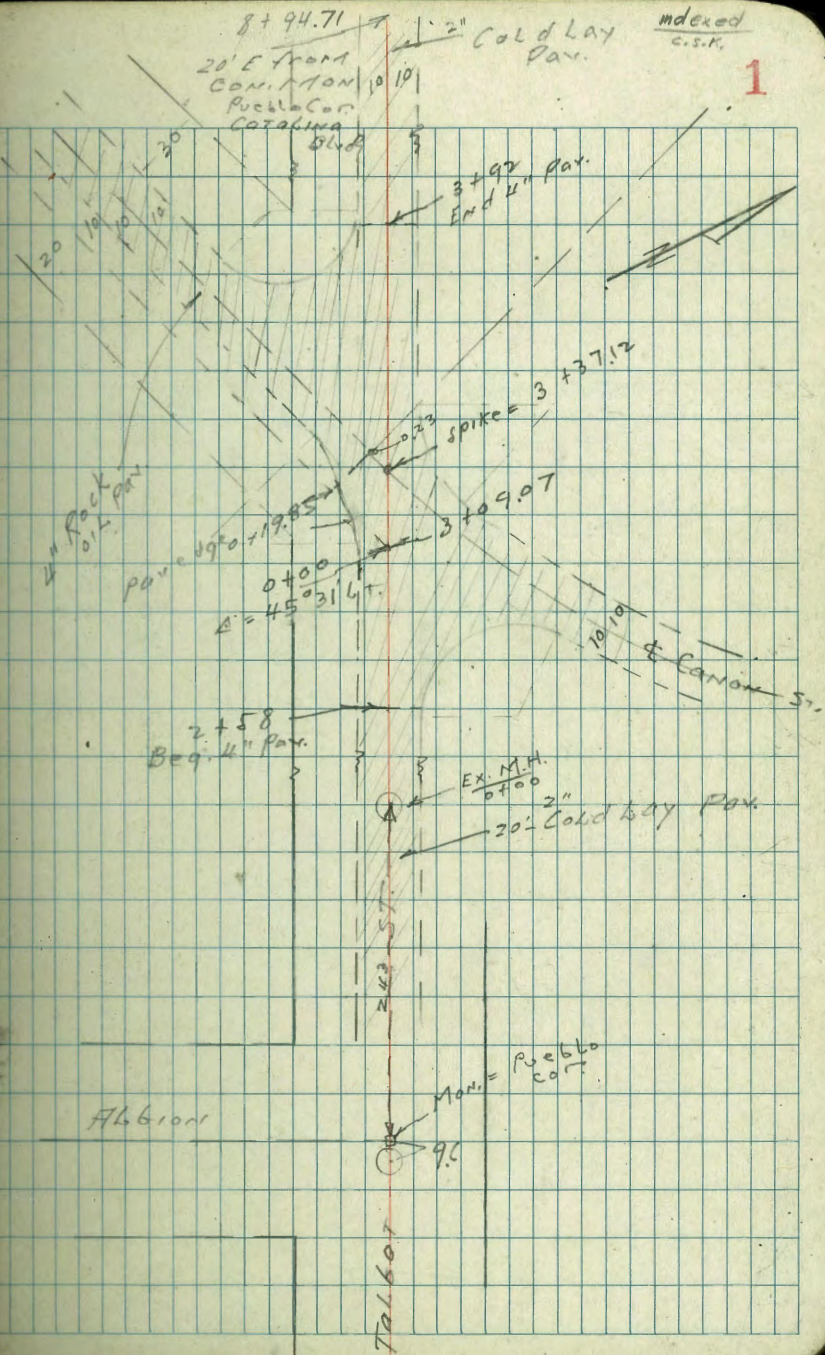 8 + 94.71
2" Cold Lay
Pav.
indexed
C.S.K.
1
20' E from
Con. Mon
Pueblo Cor.
Catalina
Blvd
10 10
30
10
10
10
20
3+92
End 4" Pav.
0.23
Spike = 3 + 37.12
4" Rock
oil Pav.
0+19.85
3+09.07
0+00
= 45°31' Lt.
10 10
℄ Canon St.
2 + 58
Beg. 4" Pav.
Ex. M.H.
0+00
20'- 2" Cold Lay Pav.
243
ST.
Mon. = Pueblo
cor.
Albion
Talbot